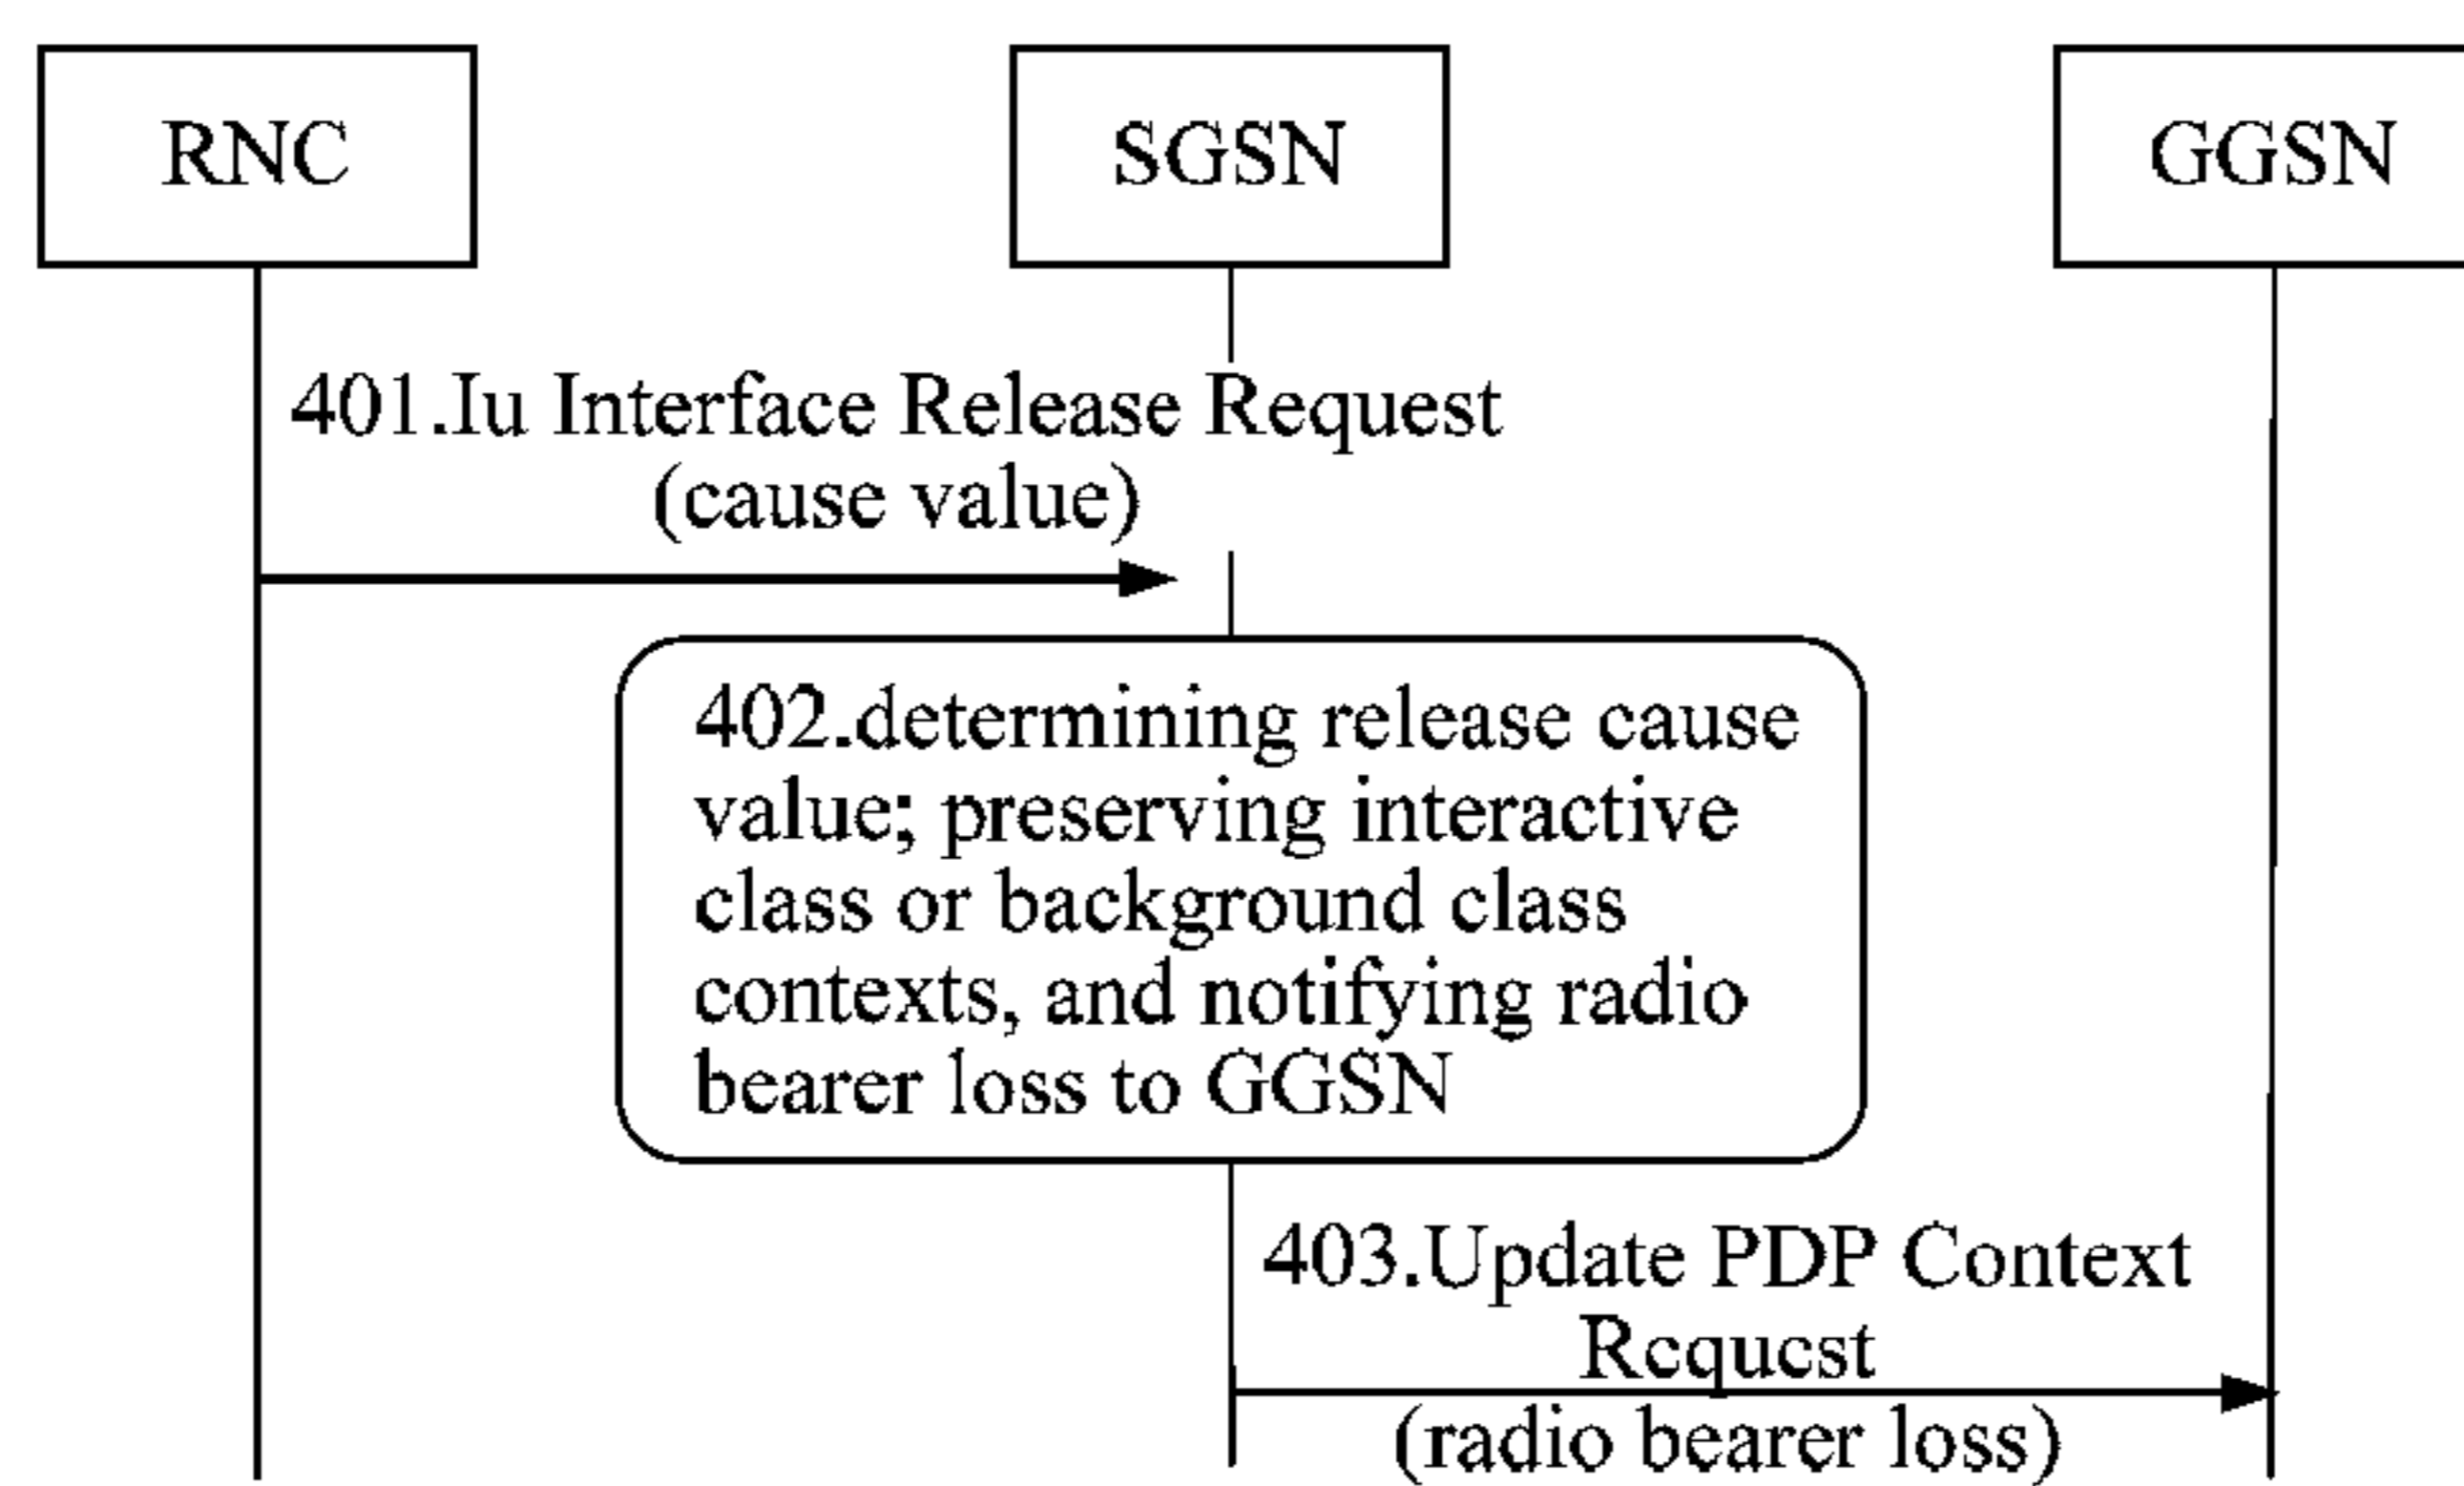 RNC
SGSN
GGSN
401.Iu Interface Release Request
(cause value)
402.determining release cause
value; preserving interactive
class or background class
contexts, and notifying radio
bearer loss to GGSN
403.Update PDP Context
Request
(radio bearer loss)